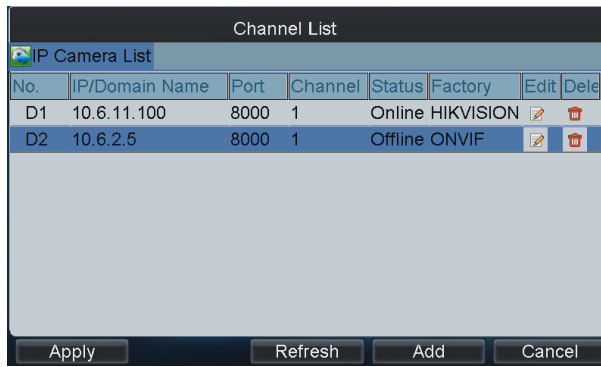 Channel List
IP Camera List
No. IP/Domain Name Port Channel Status Factory Edit Dele
D1 10.6.11.100 8000 1 Online HIKVISION
D2 10.6.2.5 8000 1 Offline ONVIF
Apply Refresh Add Cancel